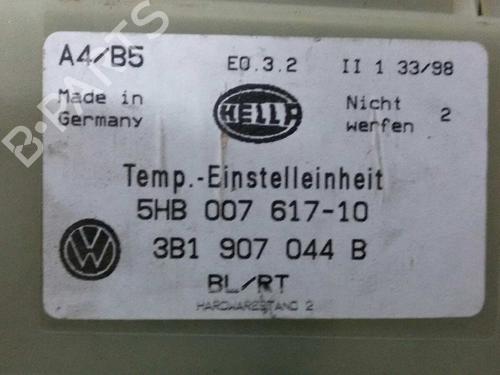 A4/B5 E0.3.2 II 1 33/98
Made in Germany
HELLA
Nicht werfen 2
Temp.-Einstelleinheit
5HB 007 617-10
VW
3B1 907 044 B
BL/RT
HARDWARESTAND 2
B-PARTS